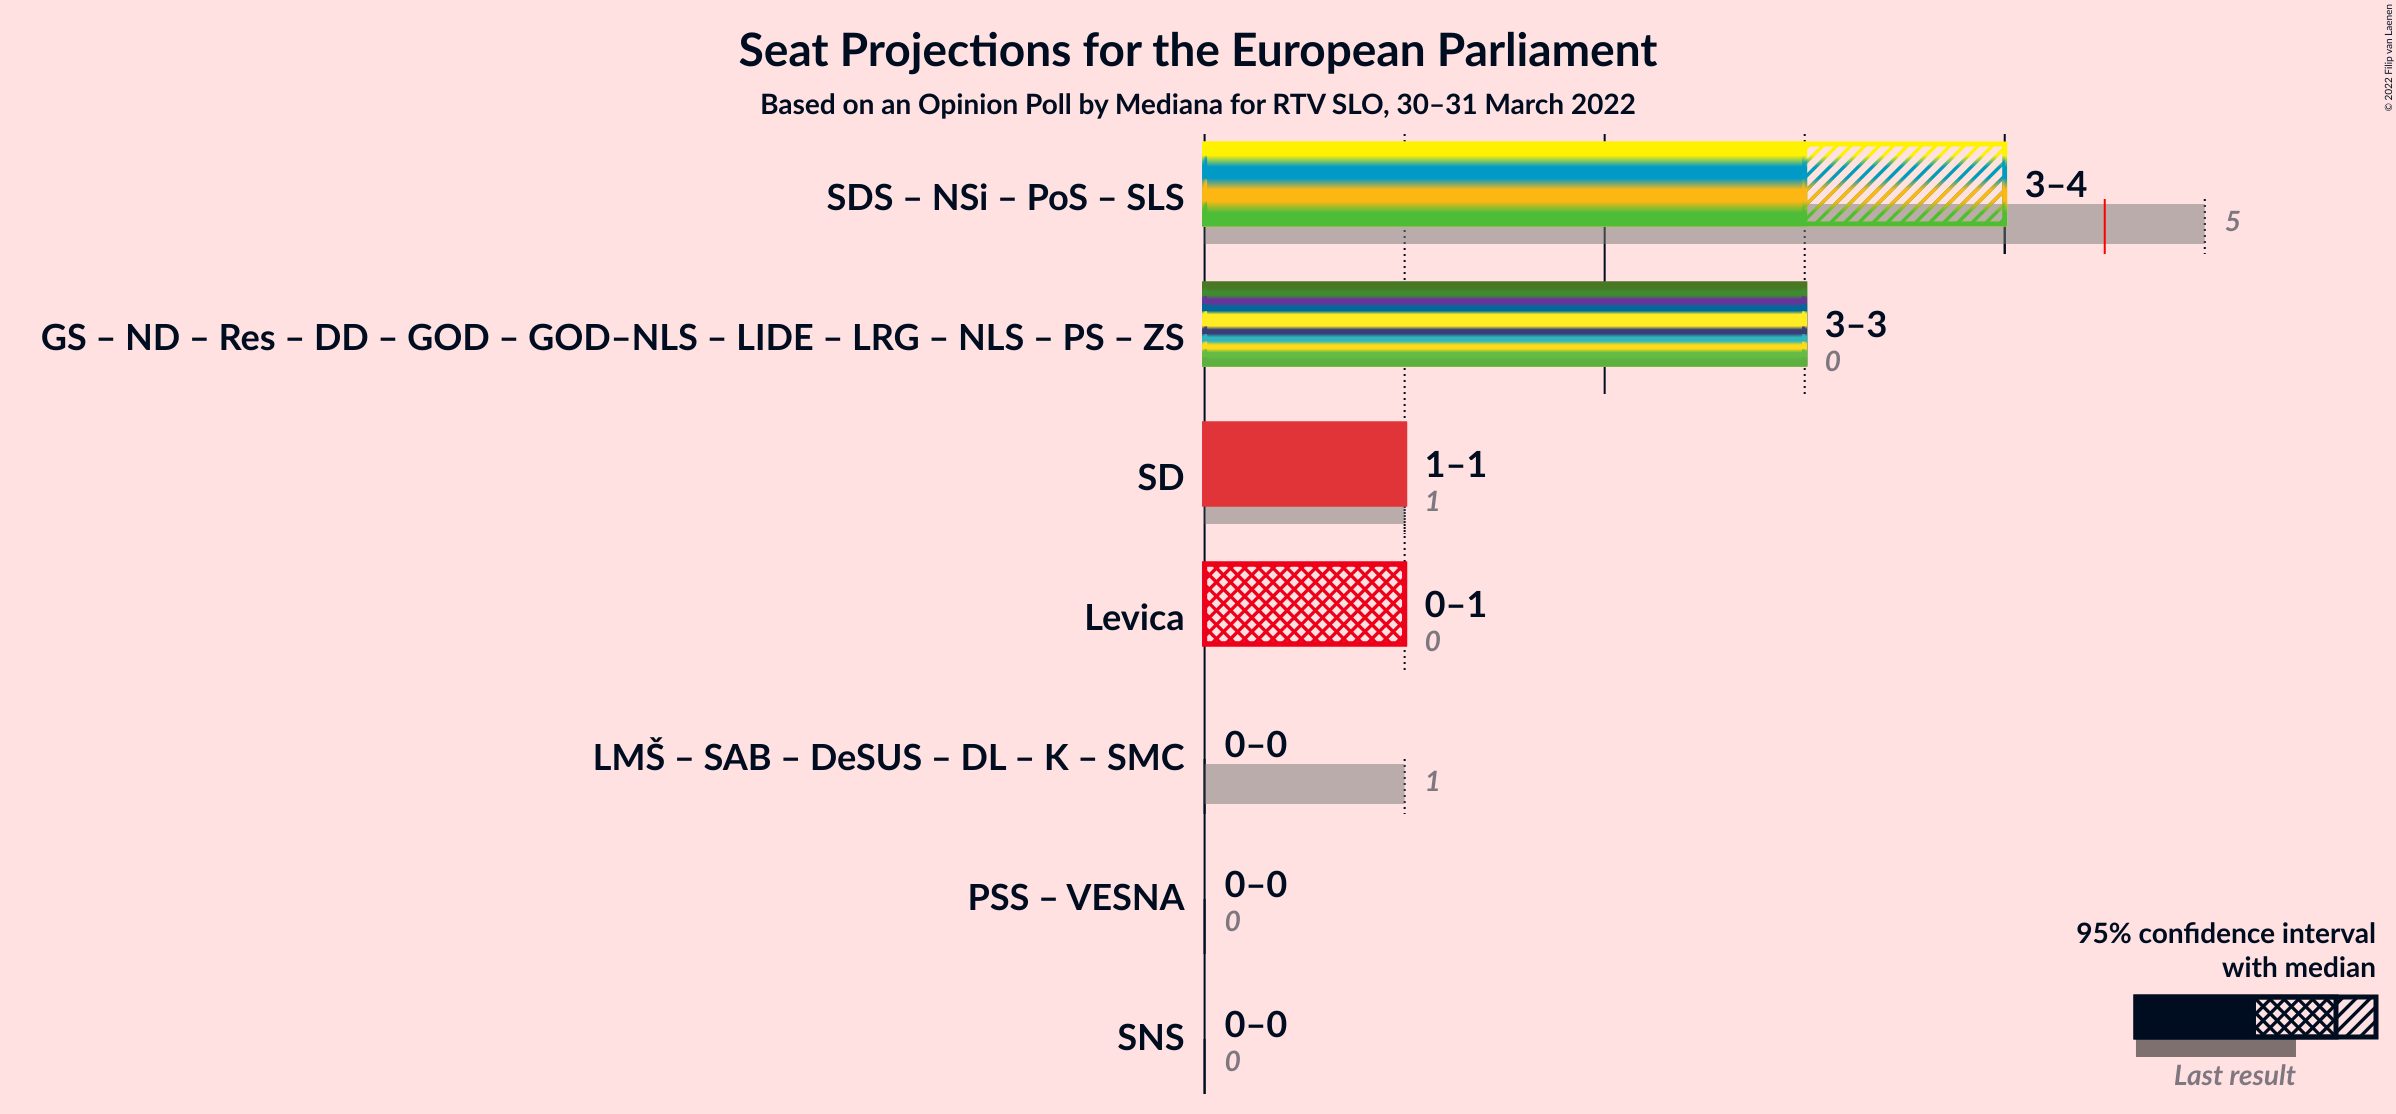 Seat Projections for the European Parliament
Based on an Opinion Poll by Mediana for RTV SLO, 30–31 March 2022
© 2022 Filip van Laenen
SDS – NSi – PoS – SLS
3–4
5
GS – ND – Res – DD – GOD – GOD–NLS – LIDE – LRG – NLS – PS – ZS
3–3
0
SD
1–1
1
Levica
0–1
0
LMŠ – SAB – DeSUS – DL – K – SMC
0–0
1
PSS – VESNA
0–0
0
SNS
0–0
0
95% confidence interval
with median
Last result